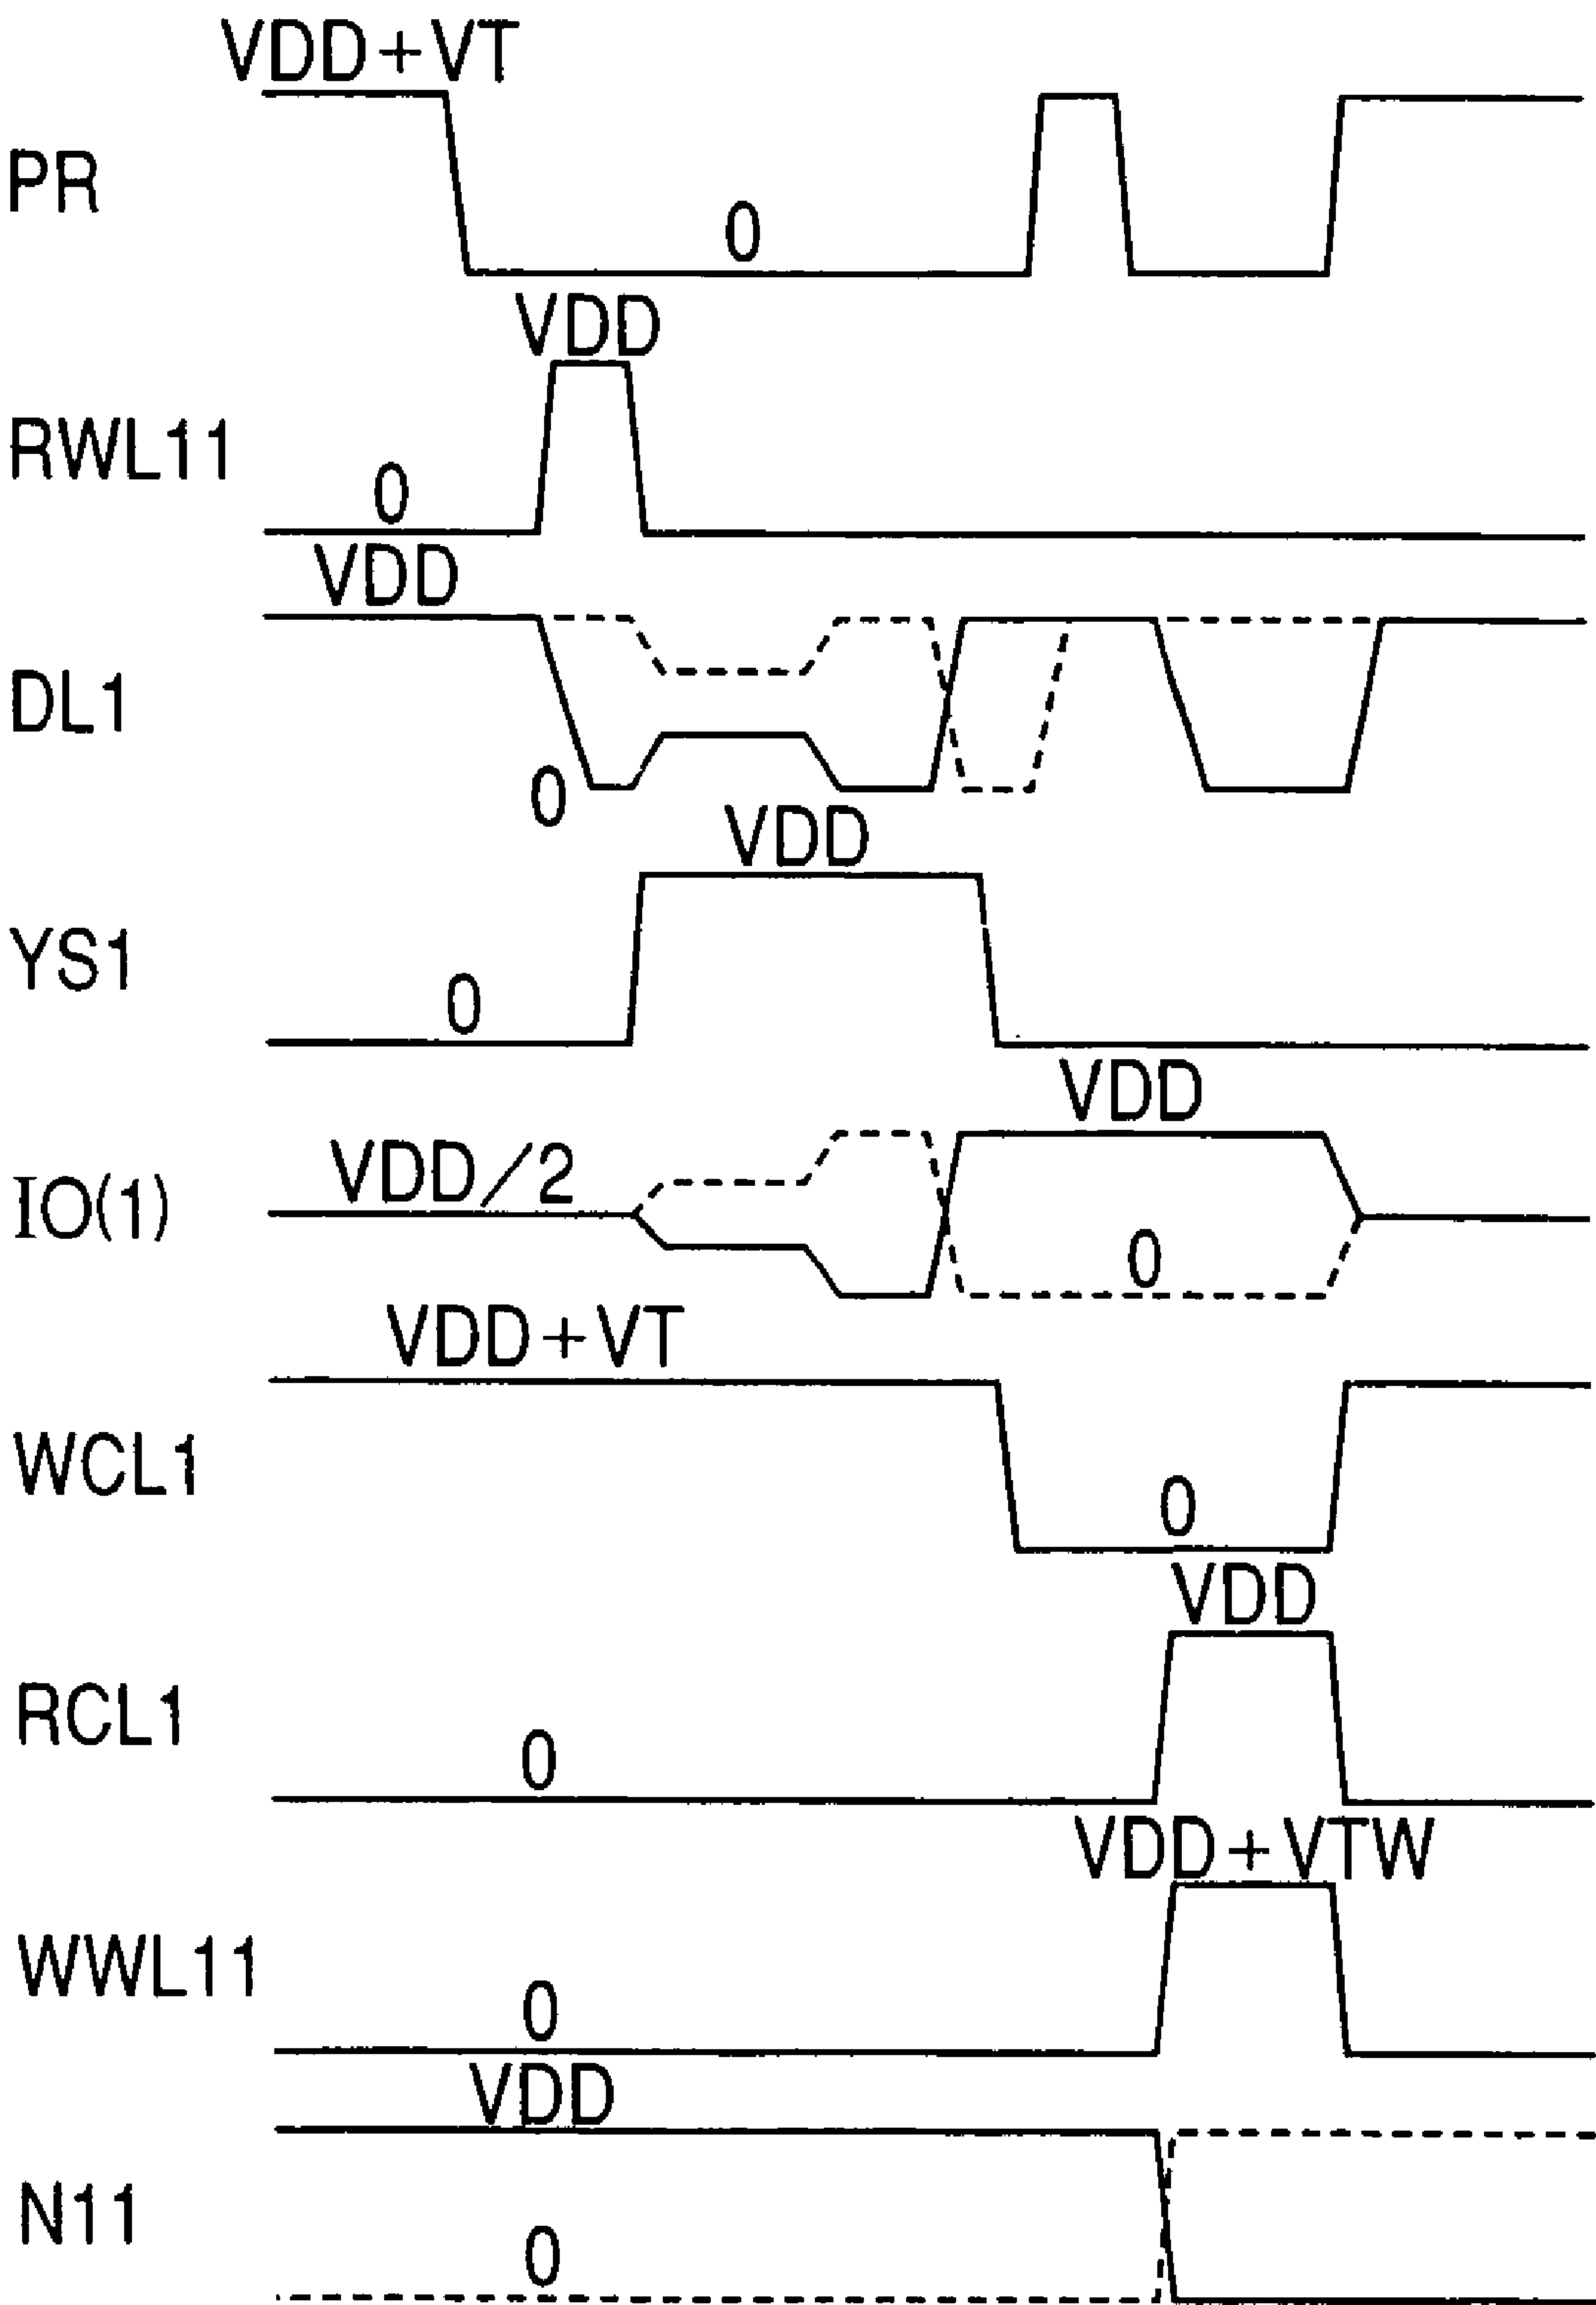 VDD+VT
PR
0
VDD
RWL11
0
VDD
DL1
0
VDD
YS1
0
VDD
VDD/2
IO(1)
0
VDD+VT
WCL1
0
VDD
RCL1
0
VDD+VTW
WWL11
0
VDD
N11
0